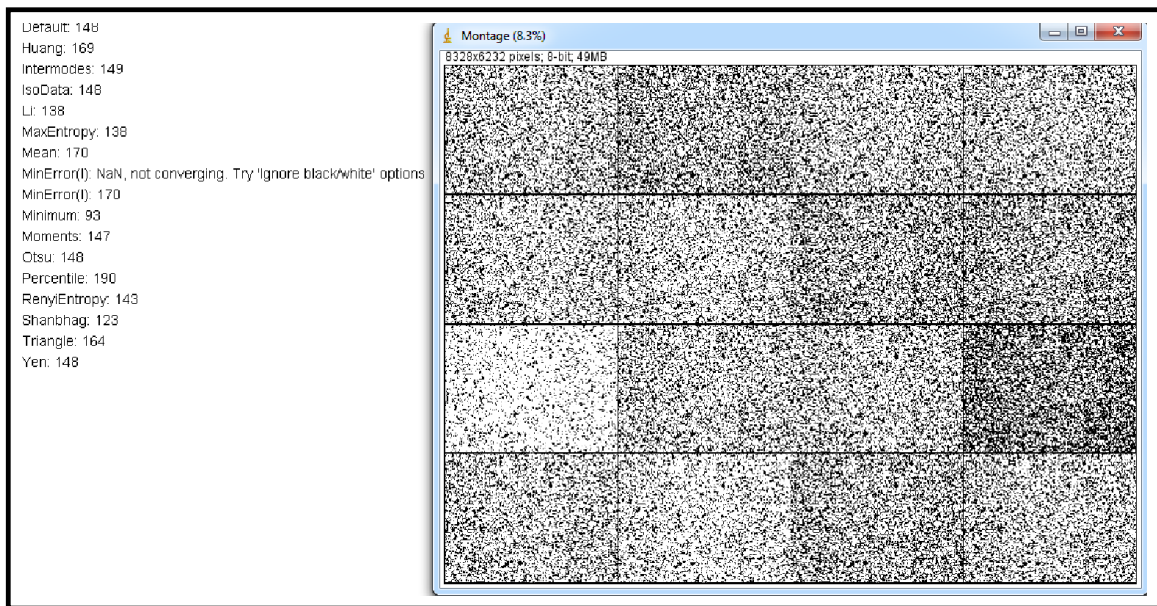 Default: 148
Huang: 169
Intermodes: 149
IsoData: 148
Li: 138
MaxEntropy: 138
Mean: 170
MinError(I): NaN, not converging. Try 'Ignore black/white' options
MinError(I): 170
Minimum: 93
Moments: 147
Otsu: 148
Percentile: 190
RenyiEntropy: 143
Shanbhag: 123
Triangle: 164
Yen: 148
Montage (8.3%)
8328x6232 pixels; 8-bit; 49MB